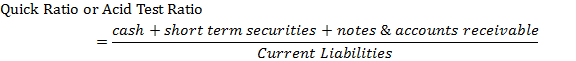 Quick Ratio or Acid Test Ratio
= cash + short term securities + notes & accounts receivable
Current Liabilities